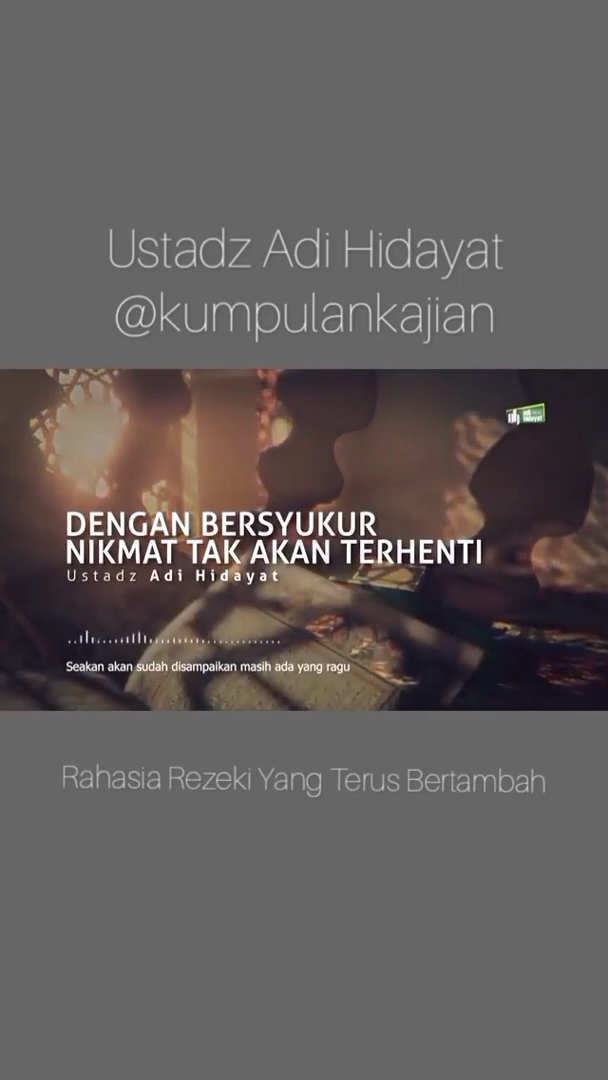 Ustadz Adi Hidayat
@kumpulankajian
DENGAN BERSYUKUR
NIKMAT TAK AKAN TERHENTI
Ustadz Adi Hidayat
Seakan akan sudah disampaikan masih ada yang ragu
Rahasia Rezeki Yang Terus Bertambah